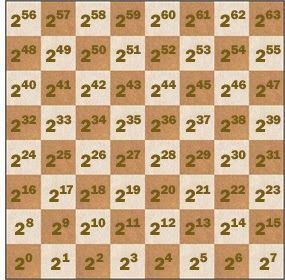 2⁵⁶ 2⁵⁷ 2⁵⁸ 2⁵⁹ 2⁶⁰ 2⁶¹ 2⁶² 2⁶³
2⁴⁸ 2⁴⁹ 2⁵⁰ 2⁵¹ 2⁵² 2⁵³ 2⁵⁴ 2⁵⁵
2⁴⁰ 2⁴¹ 2⁴² 2⁴³ 2⁴⁴ 2⁴⁵ 2⁴⁶ 2⁴⁷
2³² 2³³ 2³⁴ 2³⁵ 2³⁶ 2³⁷ 2³⁸ 2³⁹
2²⁴ 2²⁵ 2²⁶ 2²⁷ 2²⁸ 2²⁹ 2³⁰ 2³¹
2¹⁶ 2¹⁷ 2¹⁸ 2¹⁹ 2²⁰ 2²¹ 2²² 2²³
2⁸ 2⁹ 2¹⁰ 2¹¹ 2¹² 2¹³ 2¹⁴ 2¹⁵
2⁰ 2¹ 2² 2³ 2⁴ 2⁵ 2⁶ 2⁷